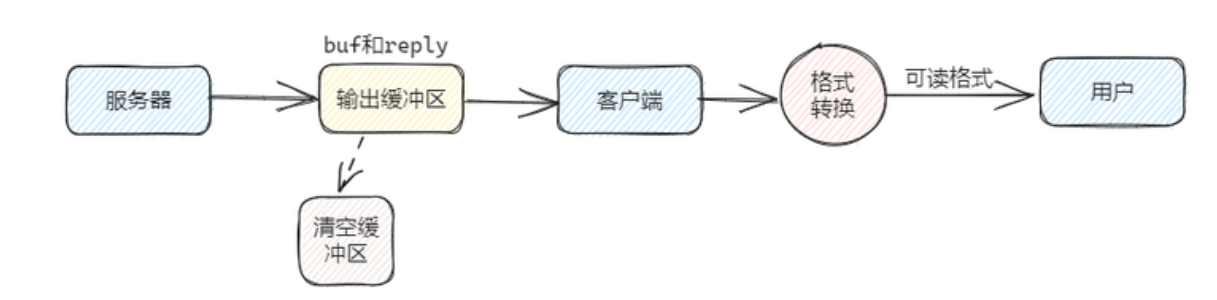 buf和reply
服务器
输出缓冲区
客户端
格式
转换
可读格式
用户
清空缓
冲区